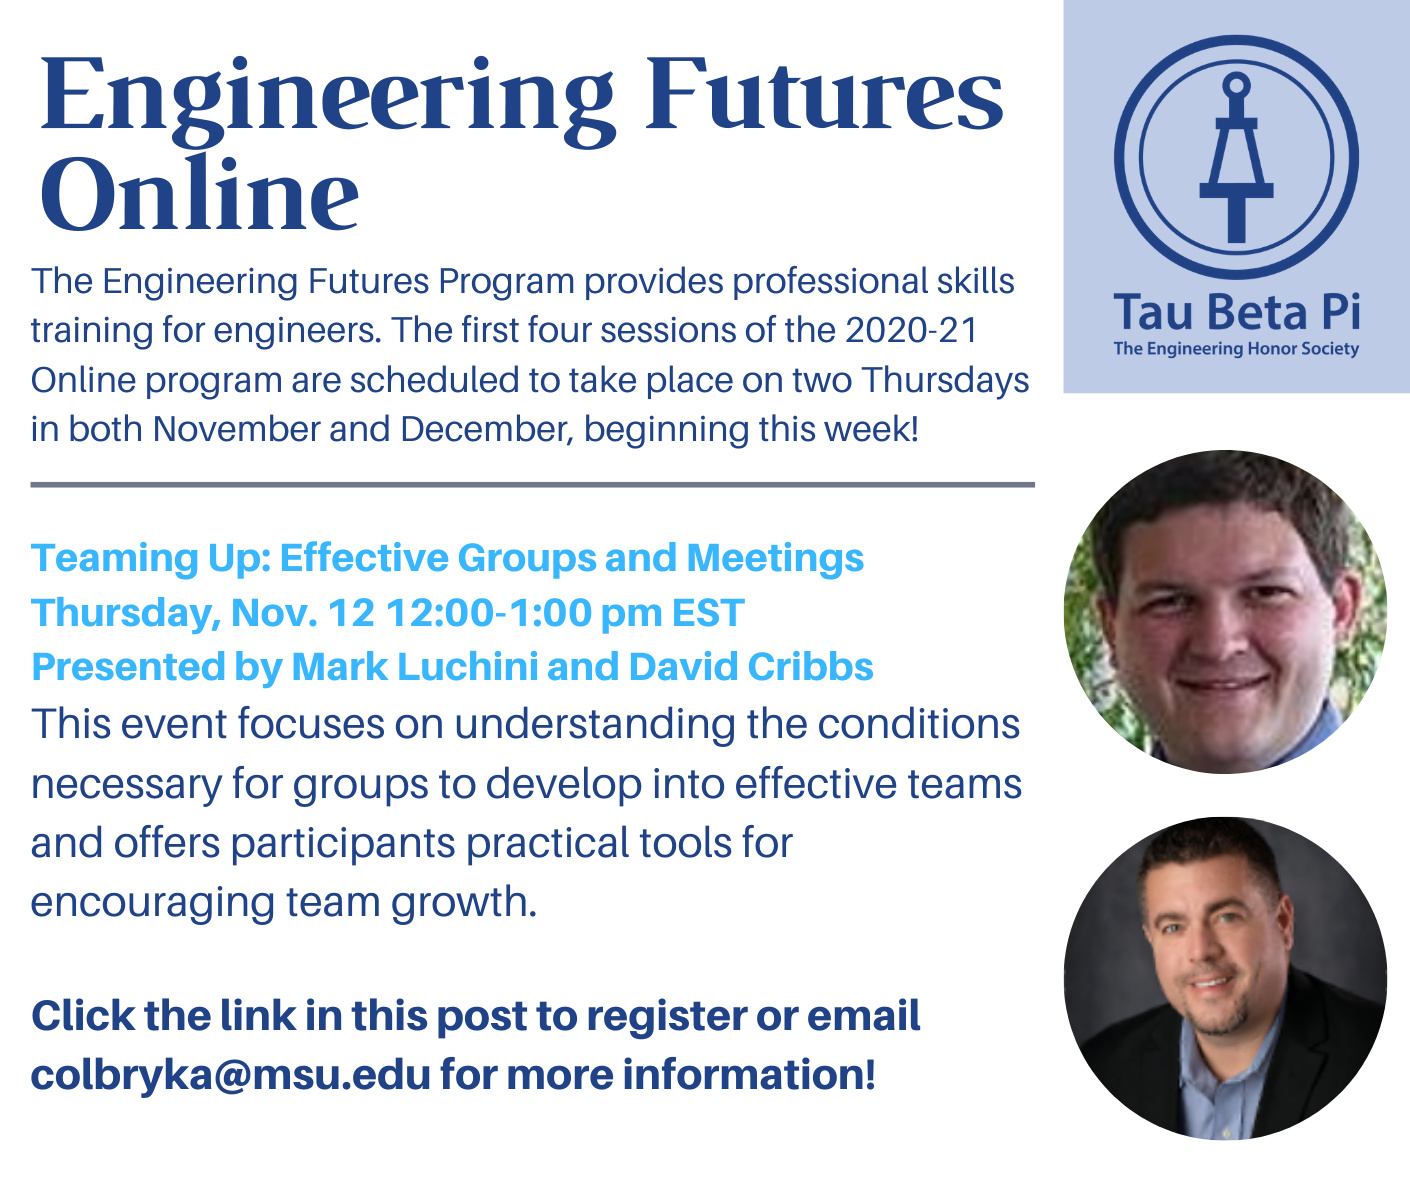 Engineering Futures
Online
The Engineering Futures Program provides professional skills
training for engineers. The first four sessions of the 2020-21
Online program are scheduled to take place on two Thursdays
in both November and December, beginning this week!
Tau Beta Pi
The Engineering Honor Society
Teaming Up: Effective Groups and Meetings
Thursday, Nov. 12 12:00-1:00 pm EST
Presented by Mark Luchini and David Cribbs
This event focuses on understanding the conditions
necessary for groups to develop into effective teams
and offers participants practical tools for
encouraging team growth.
Click the link in this post to register or email
colbryka@msu.edu for more information!